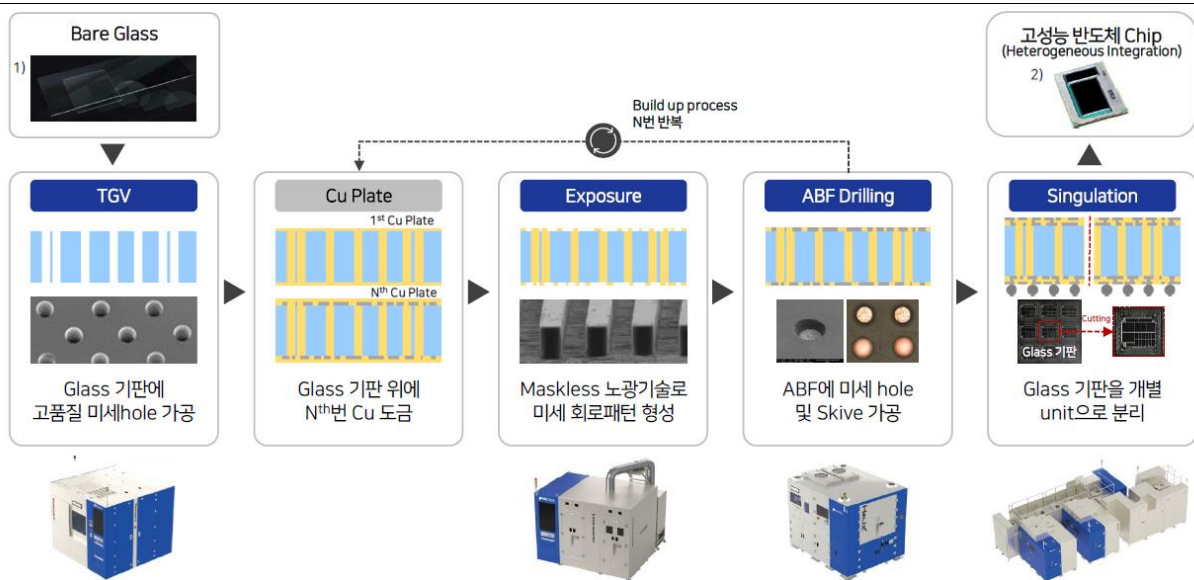 Bare Glass
1)
고성능 반도체 Chip
(Heterogeneous Integration)
2)
Build up process
N번 반복
TGV
Glass 기판에
고품질 미세hole 가공
Cu Plate
1st Cu Plate
Nth Cu Plate
Glass 기판 위에
Nth번 Cu 도금
Exposure
Maskless 노광기술로
미세 회로패턴 형성
ABF Drilling
ABF에 미세 hole
및 Skive 가공
Singulation
Cutting
Glass 기판
Glass 기판을 개별
unit으로 분리